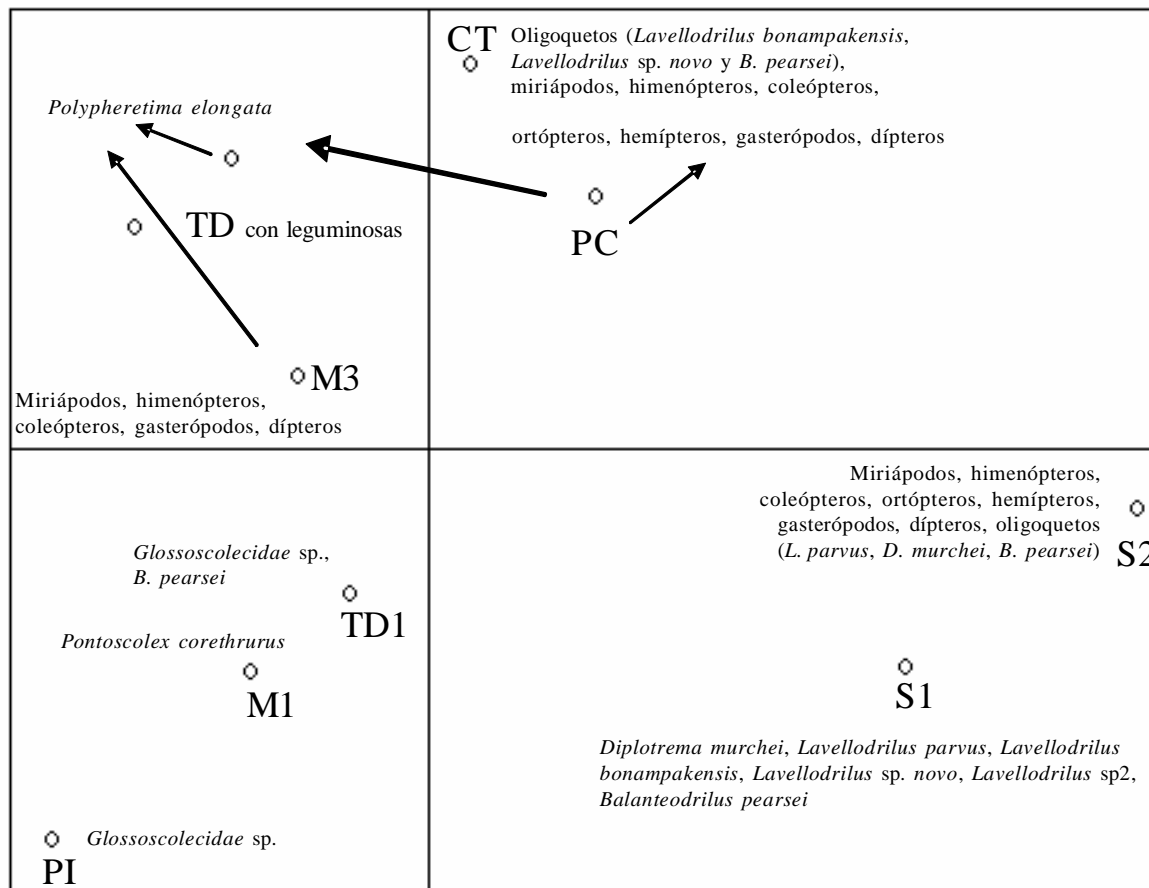 CT
Oligoquetos (Lavellodrilus bonampakensis,
Lavellodrilus sp. novo y B. pearsei),
miriápodos, himenópteros, coleópteros,
ortópteros, hemípteros, gasterópodos, dípteros
Polypheretima elongata
TD con leguminosas
PC
M3
Miriápodos, himenópteros,
coleópteros, gasterópodos, dípteros
Miriápodos, himenópteros,
coleópteros, ortópteros, hemípteros,
gasterópodos, dípteros, oligoquetos
(L. parvus, D. murchei, B. pearsei)
S2
Glossoscolecidae sp.,
B. pearsei
TD1
Pontoscolex corethrurus
M1
S1
Diplotrema murchei, Lavellodrilus parvus, Lavellodrilus
bonampakensis, Lavellodrilus sp. novo, Lavellodrilus sp2,
Balanteodrilus pearsei
Glossoscolecidae sp.
PI